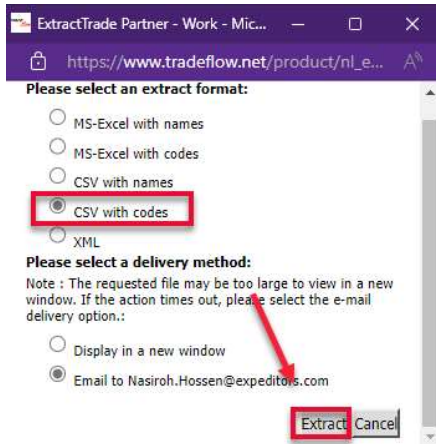 ExtractTrade Partner - Work - Mic...
https://www.tradeflow.net/product/nl_e...
Please select an extract format:
MS-Excel with names
MS-Excel with codes
CSV with names
CSV with codes
XML
Please select a delivery method:
Note : The requested file may be too large to view in a new
window. If the action times out, please select the e-mail
delivery option.:
Display in a new window
Email to Nasiroh.Hossen@expeditors.com
Extract Cancel